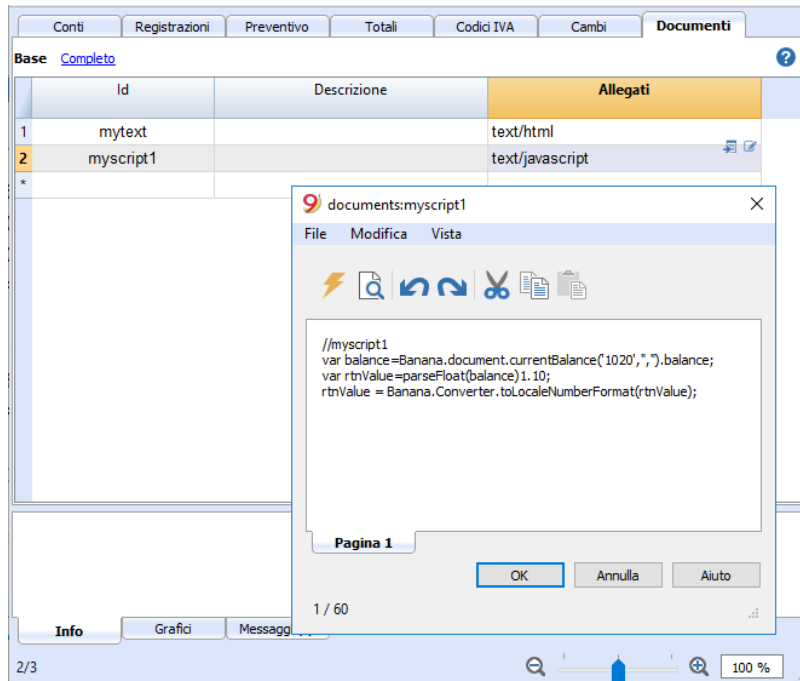 Conti Registrazioni Preventivo Totali Codici IVA Cambi Documenti
Base Completo ?
Id Descrizione Allegati
1 mytext text/html
2 myscript1 text/javascript
*
9 documents:myscript1
File Modifica Vista
//myscript1
var balance=Banana.document.currentBalance('1020','','').balance;
var rtnValue=parseFloat(balance)1.10;
rtnValue = Banana.Converter.toLocaleNumberFormat(rtnValue);
Pagina 1
OK Annulla Aiuto
1 / 60
Info Grafici Messagg
2/3 100 %